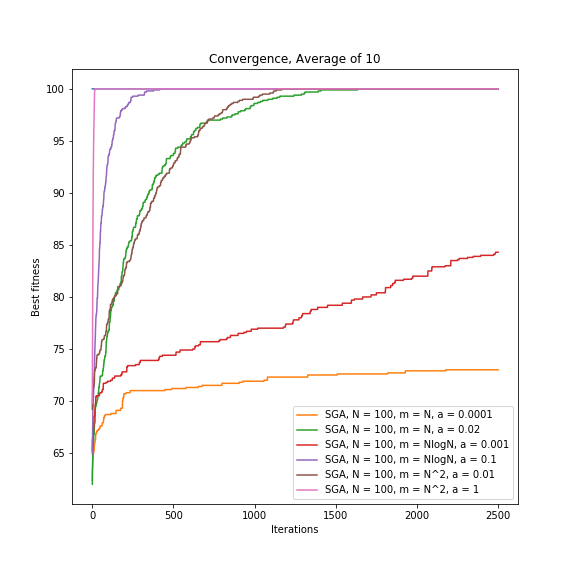 Convergence, Average of 10
Best fitness
100
95
90
85
80
75
70
65
0
500
1000
1500
2000
2500
Iterations
SGA, N = 100, m = N, a = 0.0001
SGA, N = 100, m = N, a = 0.02
SGA, N = 100, m = NlogN, a = 0.001
SGA, N = 100, m = NlogN, a = 0.1
SGA, N = 100, m = N^2, a = 0.01
SGA, N = 100, m = N^2, a = 1